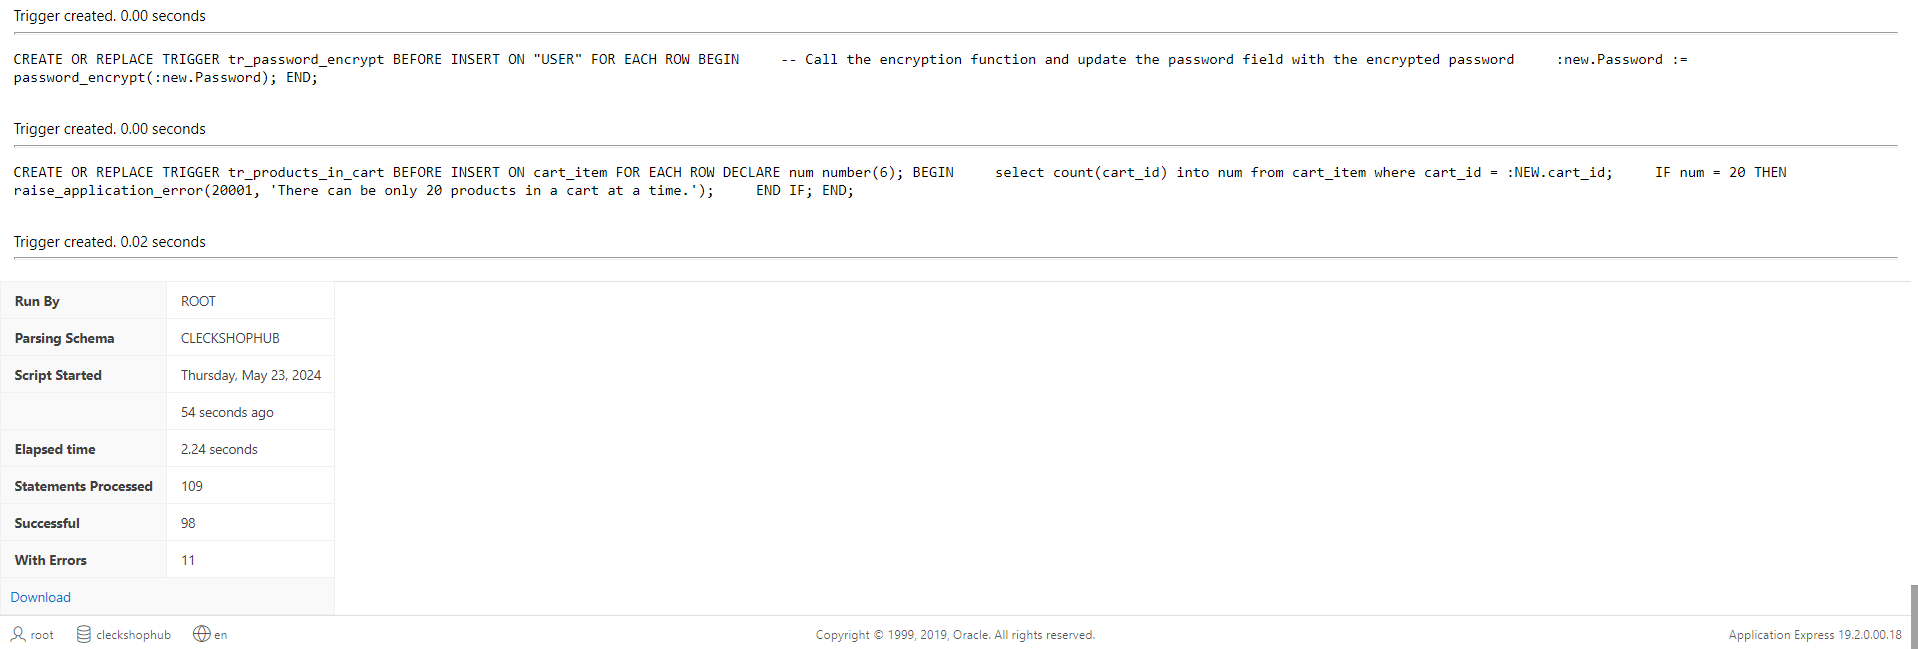 Trigger created. 0.00 seconds
CREATE OR REPLACE TRIGGER tr_password_encrypt BEFORE INSERT ON "USER" FOR EACH ROW BEGIN     -- Call the encryption function and update the password field with the encrypted password     :new.Password :=
password_encrypt(:new.Password); END;
Trigger created. 0.00 seconds
CREATE OR REPLACE TRIGGER tr_products_in_cart BEFORE INSERT ON cart_item FOR EACH ROW DECLARE num number(6); BEGIN     select count(cart_id) into num from cart_item where cart_id = :NEW.cart_id;     IF num = 20 THEN
raise_application_error(20001, 'There can be only 20 products in a cart at a time.');     END IF; END;
Trigger created. 0.02 seconds
Run By ROOT
Parsing Schema CLECKSHOPHUB
Script Started Thursday, May 23, 2024
54 seconds ago
Elapsed time 2.24 seconds
Statements Processed 109
Successful 98
With Errors 11
Download
root cleckshophub en Copyright © 1999, 2019, Oracle. All rights reserved. Application Express 19.2.0.00.18